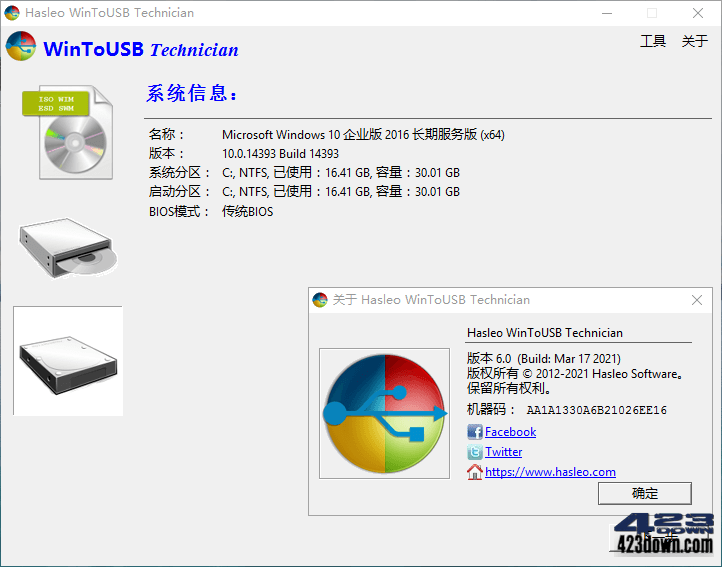 Hasleo WinToUSB Technician
WinToUSB Technician
工具 关于
ISO WIM
ESD SWM
系统信息：
名称： Microsoft Windows 10 企业版 2016 长期服务版 (x64)
版本： 10.0.14393 Build 14393
系统分区： C:, NTFS, 已使用：16.41 GB, 容量：30.01 GB
启动分区： C:, NTFS, 已使用：16.41 GB, 容量：30.01 GB
BIOS模式： 传统BIOS
关于 Hasleo WinToUSB Technician
Hasleo WinToUSB Technician
版本 6.0 (Build: Mar 17 2021)
版权所有 © 2012-2021 Hasleo Software。
保留所有权利。
机器码： AA1A1330A6B21026EE16
Facebook
Twitter
https://www.hasleo.com
确定
423
DOWN
423down.com